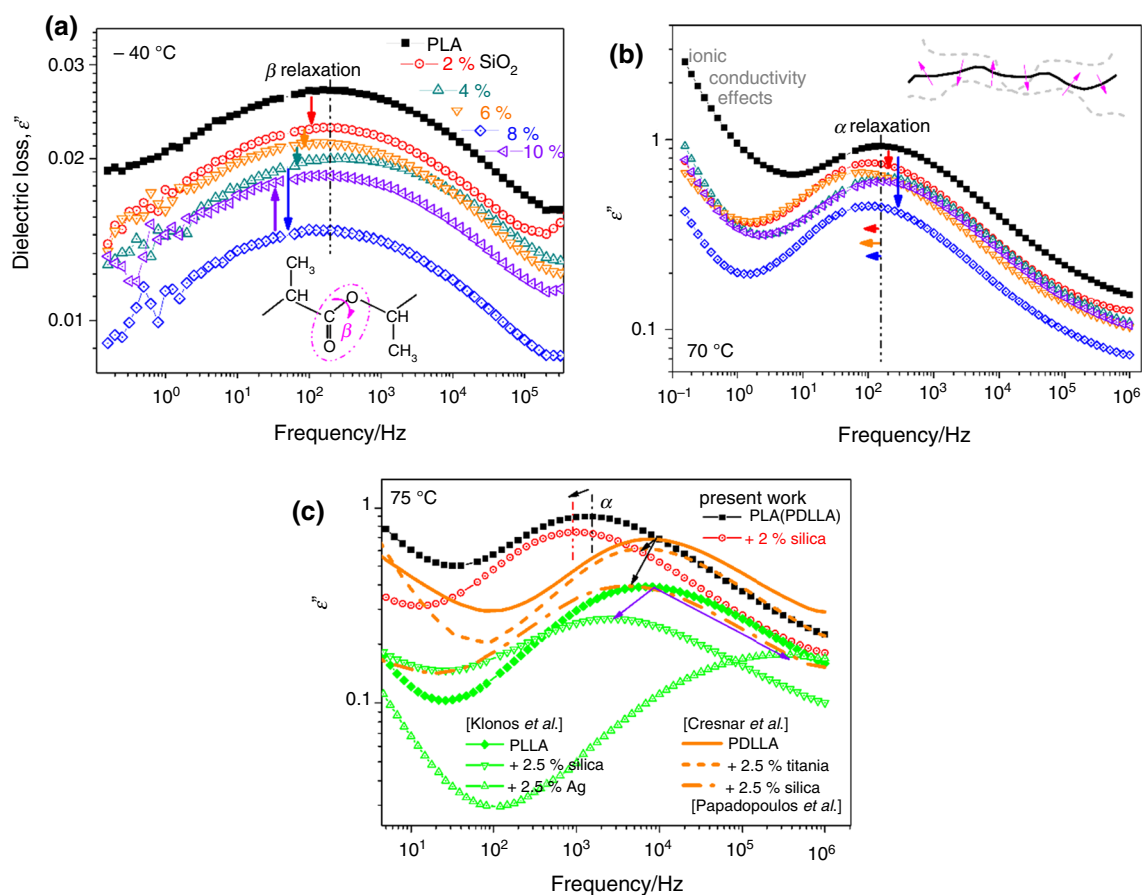 (a)
– 40 °C
PLA
2 % SiO2
4 %
6 %
8 %
10 %
β relaxation
0.03
0.02
0.01
Dielectric loss, ε"
CH3
CH
O
β
O
CH
CH3
10^0 10^1 10^2 10^3 10^4 10^5
Frequency/Hz
(b)
ionic
conductivity
effects
α relaxation
1
0.1
ε"
70 °C
10^−1 10^0 10^1 10^2 10^3 10^4 10^5 10^6
Frequency/Hz
(c)
75 °C
α
present work
PLA(PDLLA)
+ 2 % silica
1
0.1
ε"
[Klonos et al.]
PLLA
+ 2.5 % silica
+ 2.5 % Ag
[Cresnar et al.]
PDLLA
+ 2.5 % titania
+ 2.5 % silica
[Papadopoulos et al.]
10^1 10^2 10^3 10^4 10^5 10^6
Frequency/Hz